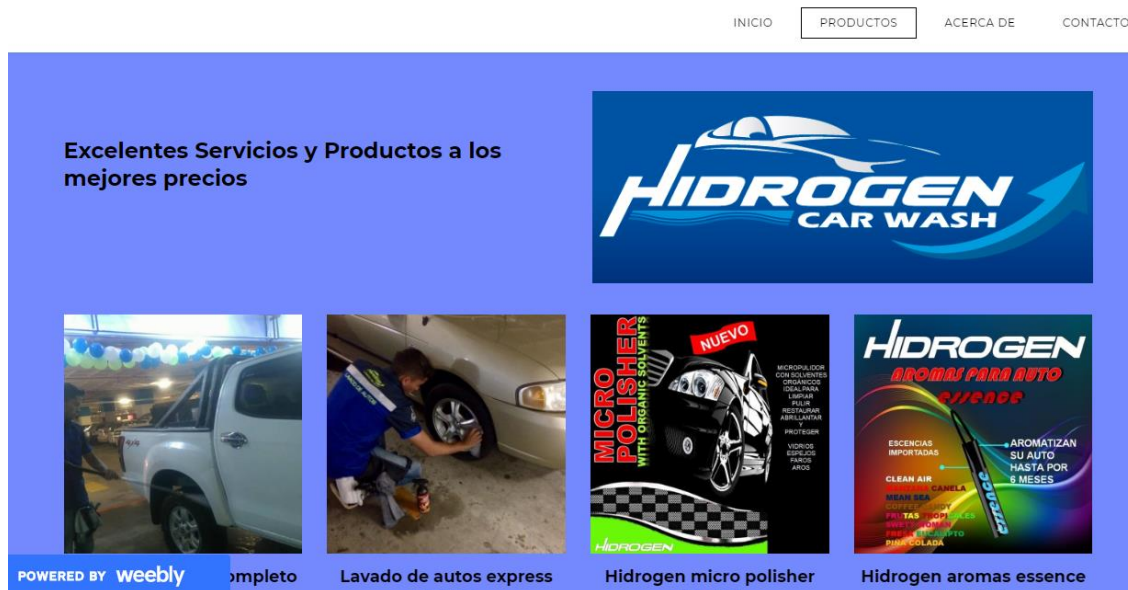 INICIO
PRODUCTOS
ACERCA DE
CONTACTO
Excelentes Servicios y Productos a los
mejores precios
HIDROGEN
CAR WASH
MICRO
POLISHER
WITH ORGANIC SOLVENTS
NUEVO
MICROPULIDOR
CON SOLVENTES
ORGÁNICOS
IDEAL PARA
LIMPIAR
PULIR
RESTAURAR
ABRILLANTAR
Y
PROTEGER
VIDRIOS
ESPEJOS
FAROS
AROS
HIDROGEN
HIDROGEN
AROMAS PARA AUTO
essence
ESCENCIAS
IMPORTADAS
AROMATIZAN
SU AUTO
HASTA POR
6 MESES
CLEAN AIR
CANELA
MEAN SEA
PIÑA COLADA
POWERED BY weebly
ompleto
Lavado de autos express
Hidrogen micro polisher
Hidrogen aromas essence